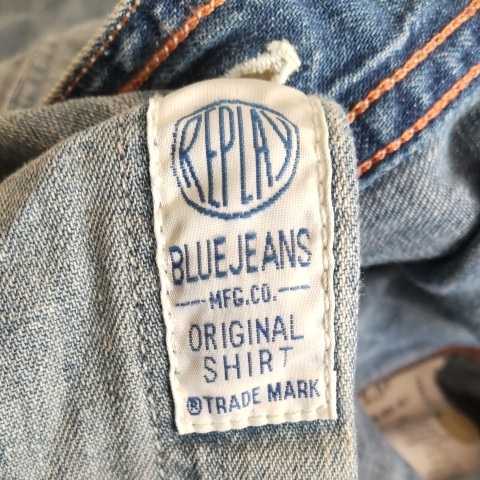 REPLAY
BLUEJEANS
-MFG.CO.-
ORIGINAL
SHIRT
® TRADE MARK